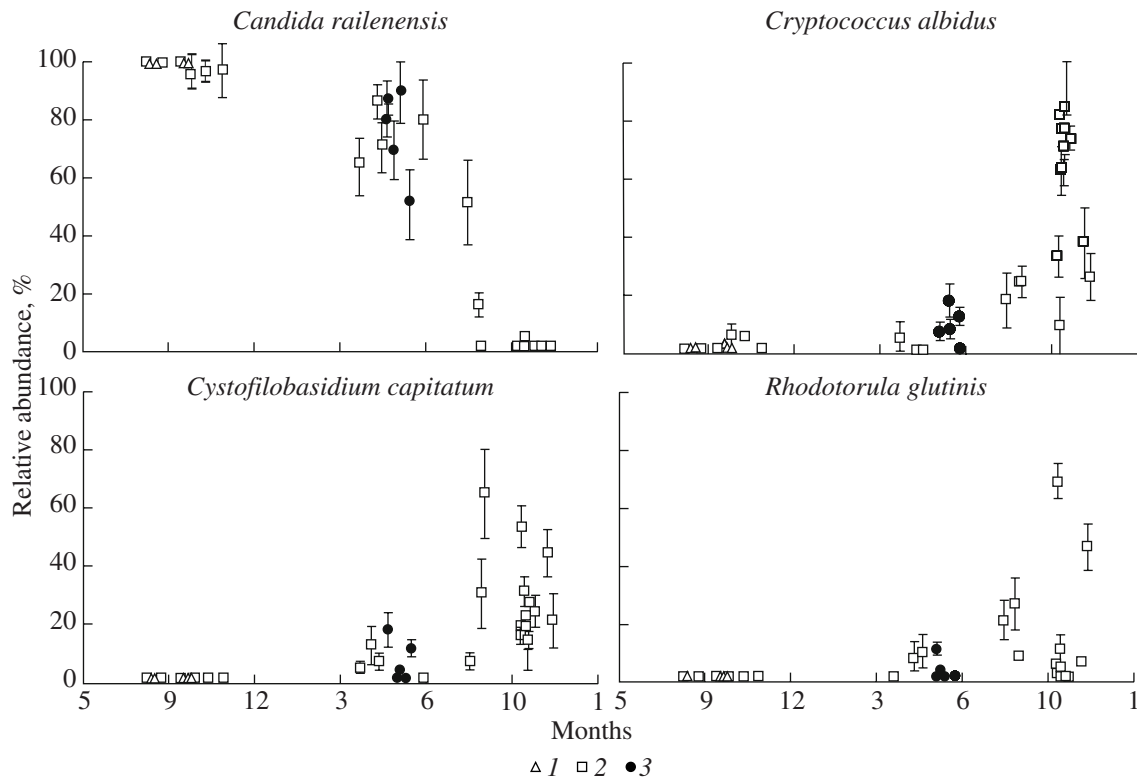 Candida railenensis
Cryptococcus albidus
100
80
60
40
20
0
Cystofilobasidium capitatum
Rhodotorula glutinis
Relative abundance, %
80
60
40
20
0
5 9 12 3 6 10 1
5 9 12 3 6 10 1
Months
1 2 3